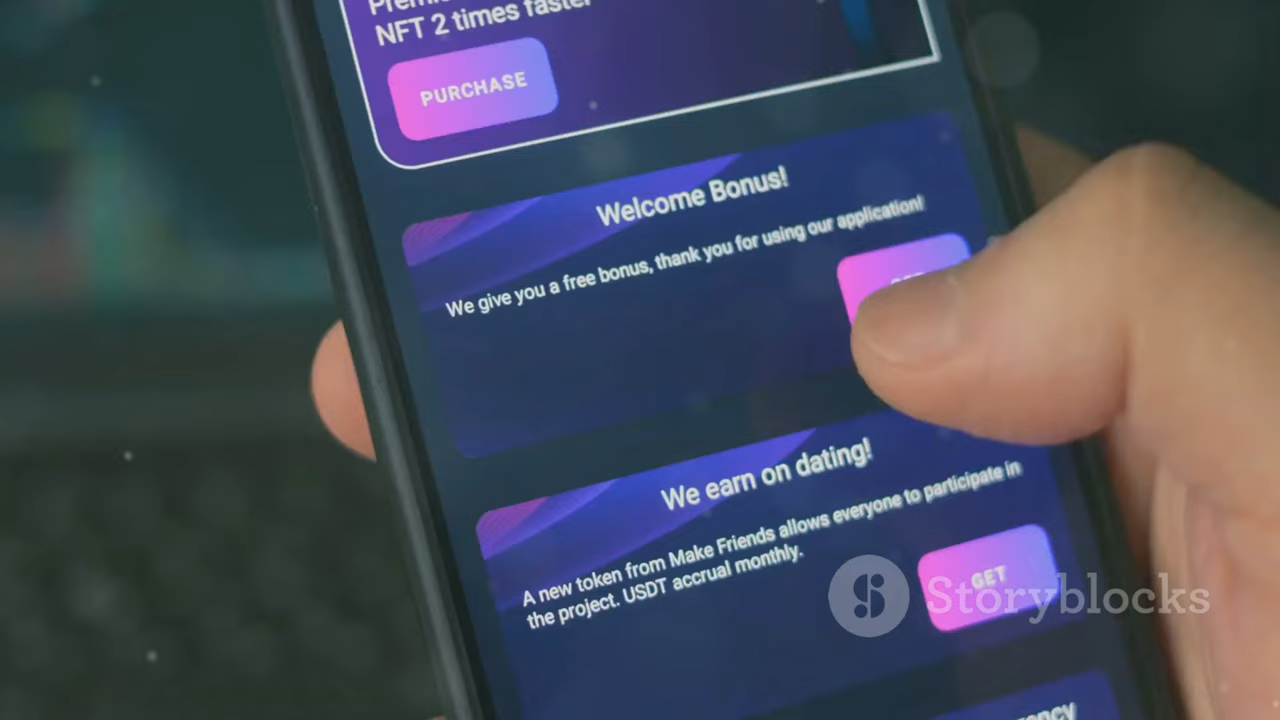 NFT 2 times faster
PURCHASE
Welcome Bonus!
We give you a free bonus, thank you for using our application!
We earn on dating!
A new token from Make Friends allows everyone to participate in
the project. USDT accrual monthly.
GET
Storyblocks